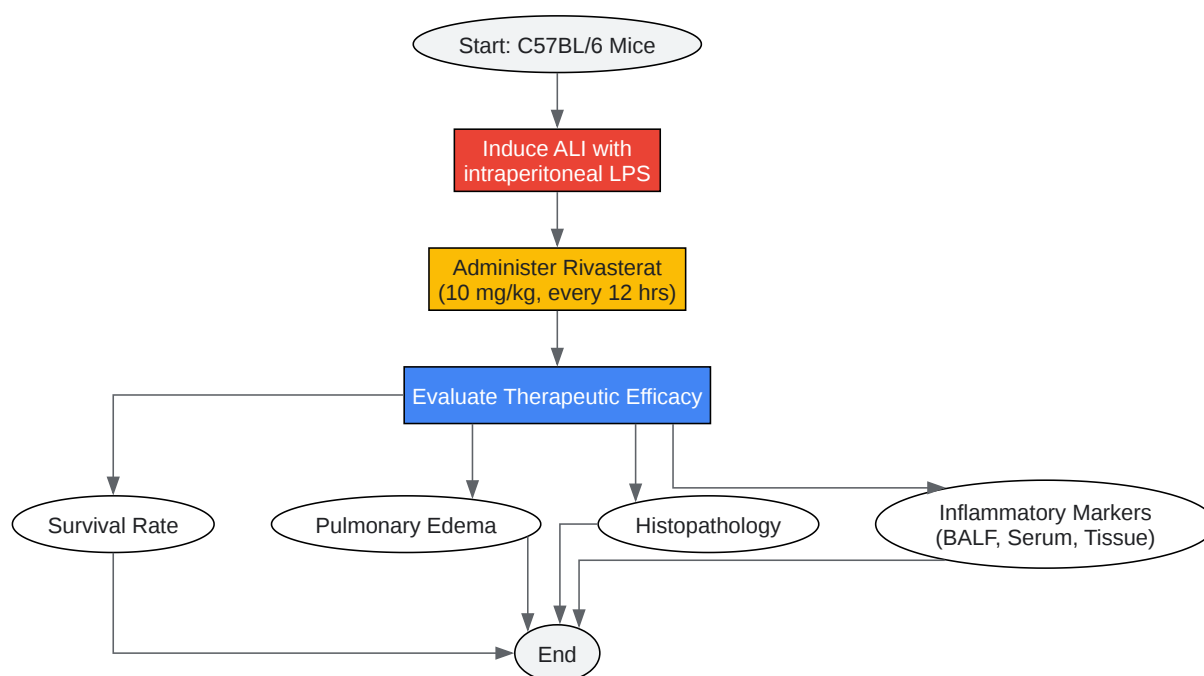 Start: C57BL/6 Mice
Induce ALI with
intraperitoneal LPS
Administer Rivasterat
(10 mg/kg, every 12 hrs)
Evaluate Therapeutic Efficacy
Survival Rate
Pulmonary Edema
Histopathology
Inflammatory Markers
(BALF, Serum, Tissue)
End